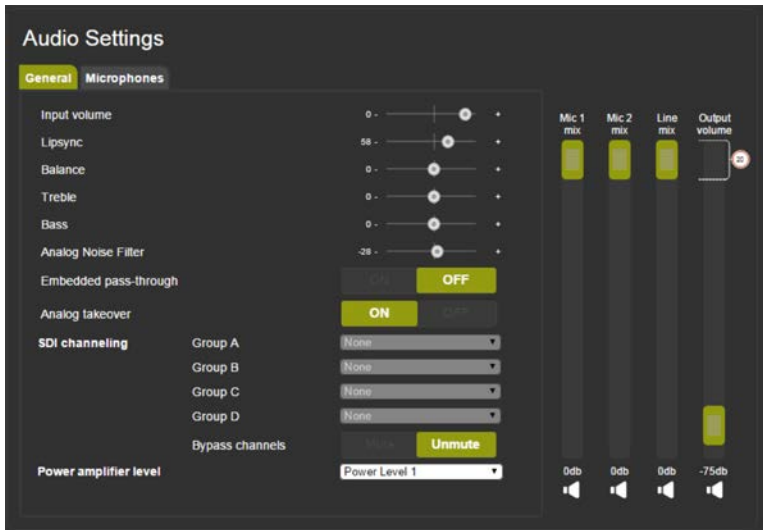 Audio Settings
General Microphones
Input volume 0 - +
Lipsync 58 - +
Balance 0 - +
Treble 0 - +
Bass 0 - +
Analog Noise Filter -28 - +
Embedded pass-through ON OFF
Analog takeover ON OFF
SDI channeling Group A None
Group B None
Group C None
Group D None
Bypass channels Mute Unmute
Power amplifier level Power Level 1
Mic 1 mix
Mic 2 mix
Line mix
Output volume
0db 0db 0db -75db